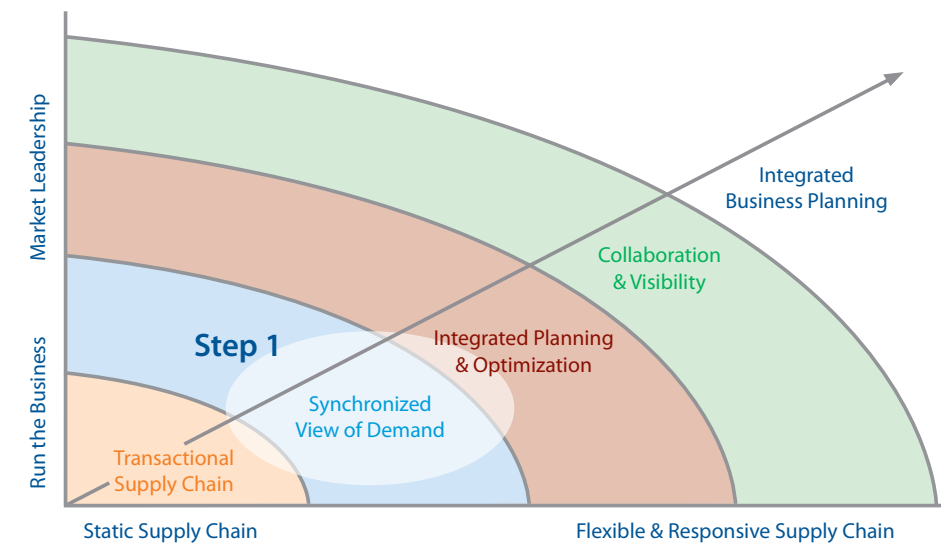 Market Leadership
Run the Business
Integrated
Business Planning
Collaboration
& Visibility
Step 1
Integrated Planning
& Optimization
Synchronized
View of Demand
Transactional
Supply Chain
Static Supply Chain
Flexible & Responsive Supply Chain